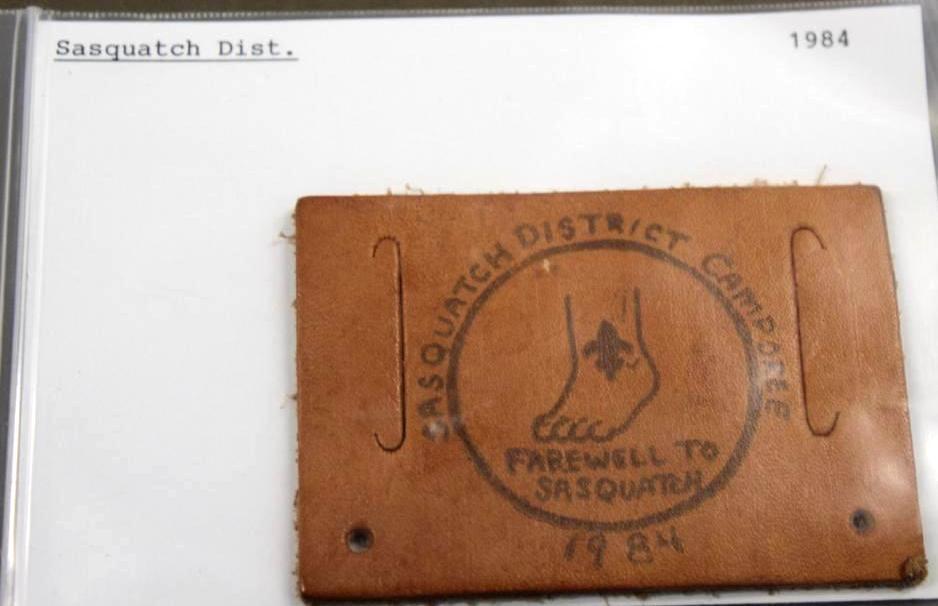 Sasquatch Dist.
1984
SASQUATCH DISTRICT CAMPOREE
FAREWELL TO
SASQUATCH
1984